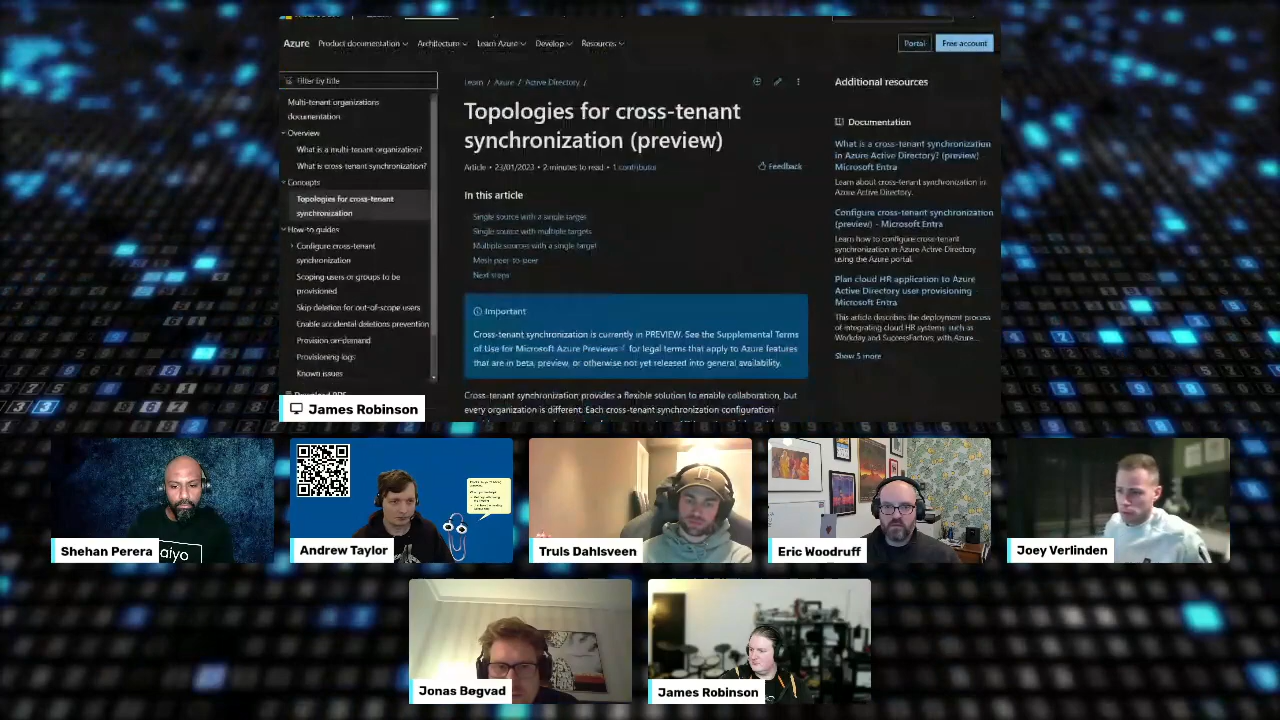 Azure Product documentation Architecture Learn Azure Develop Resources Portal Free account
Filter by title
Multi-tenant organizations
documentation
Overview
What is a multi-tenant organization?
What is cross-tenant synchronization?
Concepts
Topologies for cross-tenant
synchronization
How-to guides
Configure cross-tenant
synchronization
Scoping users or groups to be
provisioned
Skip deletion for out-of-scope users
Enable accidental deletions prevention
Provision on-demand
Provisioning logs
Known issues
Learn / Azure / Active Directory /
Topologies for cross-tenant
synchronization (preview)
Article • 23/01/2023 • 2 minutes to read • 1 contributor
Feedback
In this article
Single source with a single target
Single source with multiple targets
Multiple sources with a single target
Mesh peer-to-peer
Next steps
Important
Cross-tenant synchronization is currently in PREVIEW. See the Supplemental Terms
of Use for Microsoft Azure Previews for legal terms that apply to Azure features
that are in beta, preview, or otherwise not yet released into general availability.
Cross-tenant synchronization provides a flexible solution to enable collaboration, but
every organization is different. Each cross-tenant synchronization configuration
Additional resources
Documentation
What is a cross-tenant synchronization
in Azure Active Directory? (preview)
Microsoft Entra
Learn about cross-tenant synchronization in
Azure Active Directory.
Configure cross-tenant synchronization
(preview) - Microsoft Entra
Learn how to configure cross-tenant
synchronization in Azure Active Directory
using the Azure portal.
Plan cloud HR application to Azure
Active Directory user provisioning -
Microsoft Entra
This article describes the deployment process
of integrating cloud HR systems, such as
Workday and SuccessFactors, with Azure...
Show 5 more
James Robinson
Shehan Perera
Andrew Taylor
Truls Dahlsveen
Eric Woodruff
Joey Verlinden
Jonas Bøgvad
James Robinson